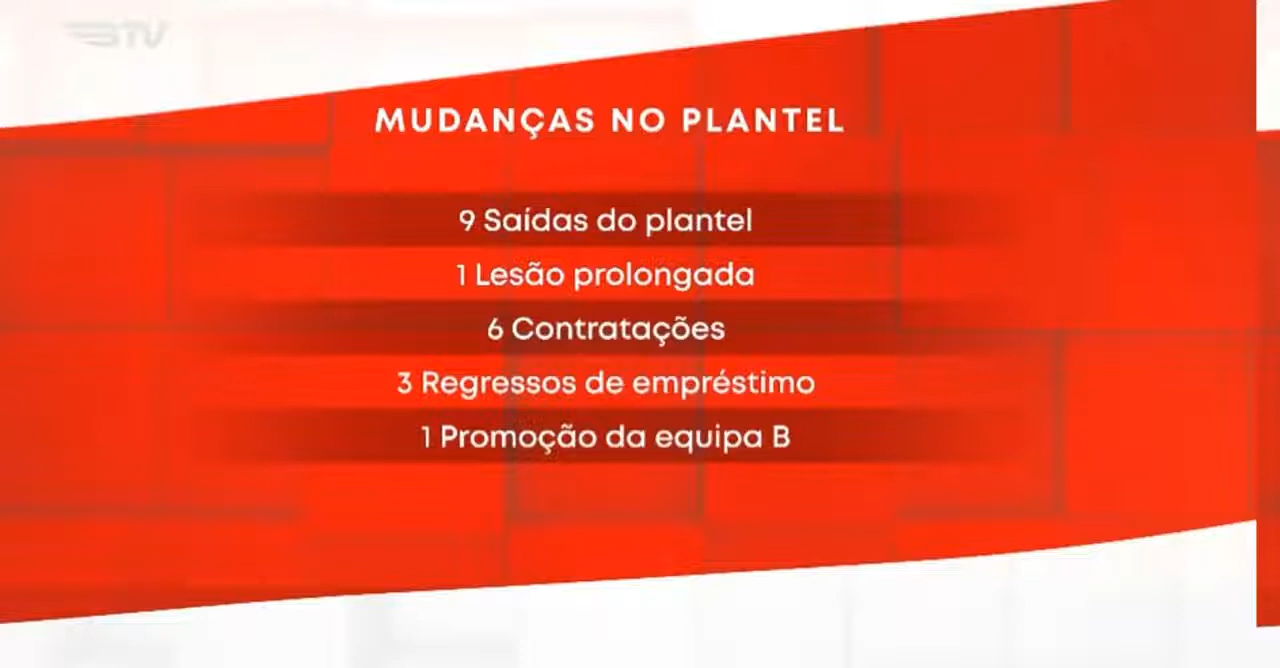 BTV
MUDANÇAS NO PLANTEL
9 Saídas do plantel
1 Lesão prolongada
6 Contratações
3 Regressos de empréstimo
1 Promoção da equipa B